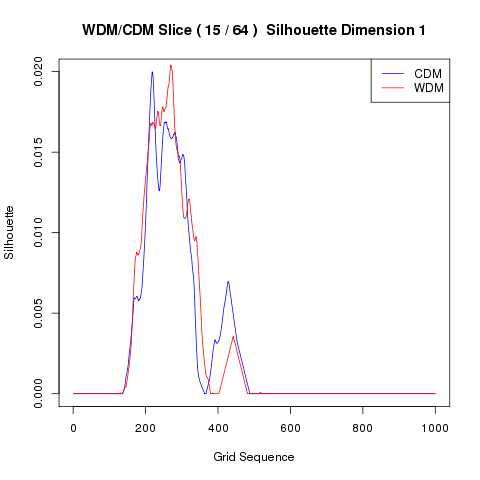 WDM/CDM Slice ( 15 / 64 )  Silhouette Dimension 1
CDM
WDM
Silhouette
0.020
0.015
0.010
0.005
0.000
0 200 400 600 800 1000
Grid Sequence